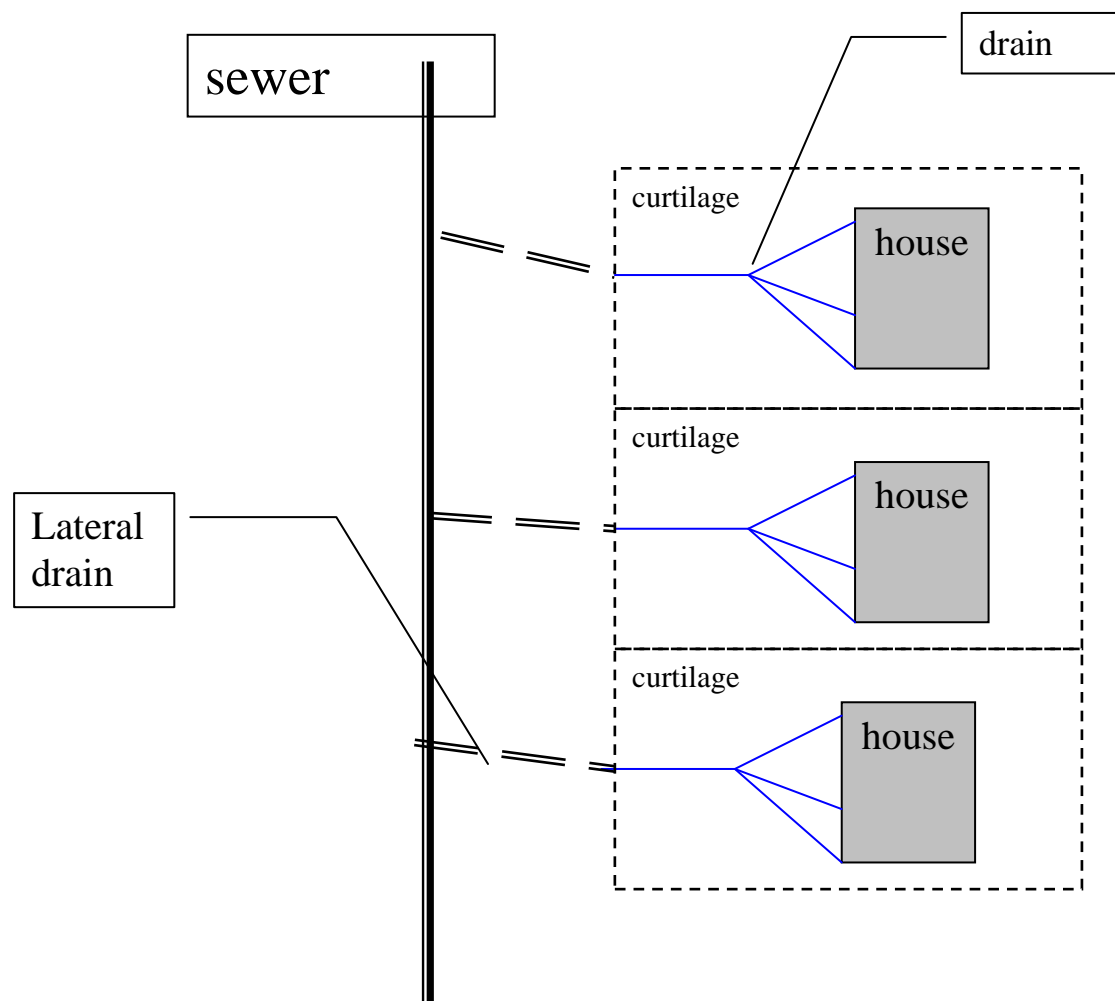 drain
sewer
curtilage
house
curtilage
house
Lateral
drain
curtilage
house